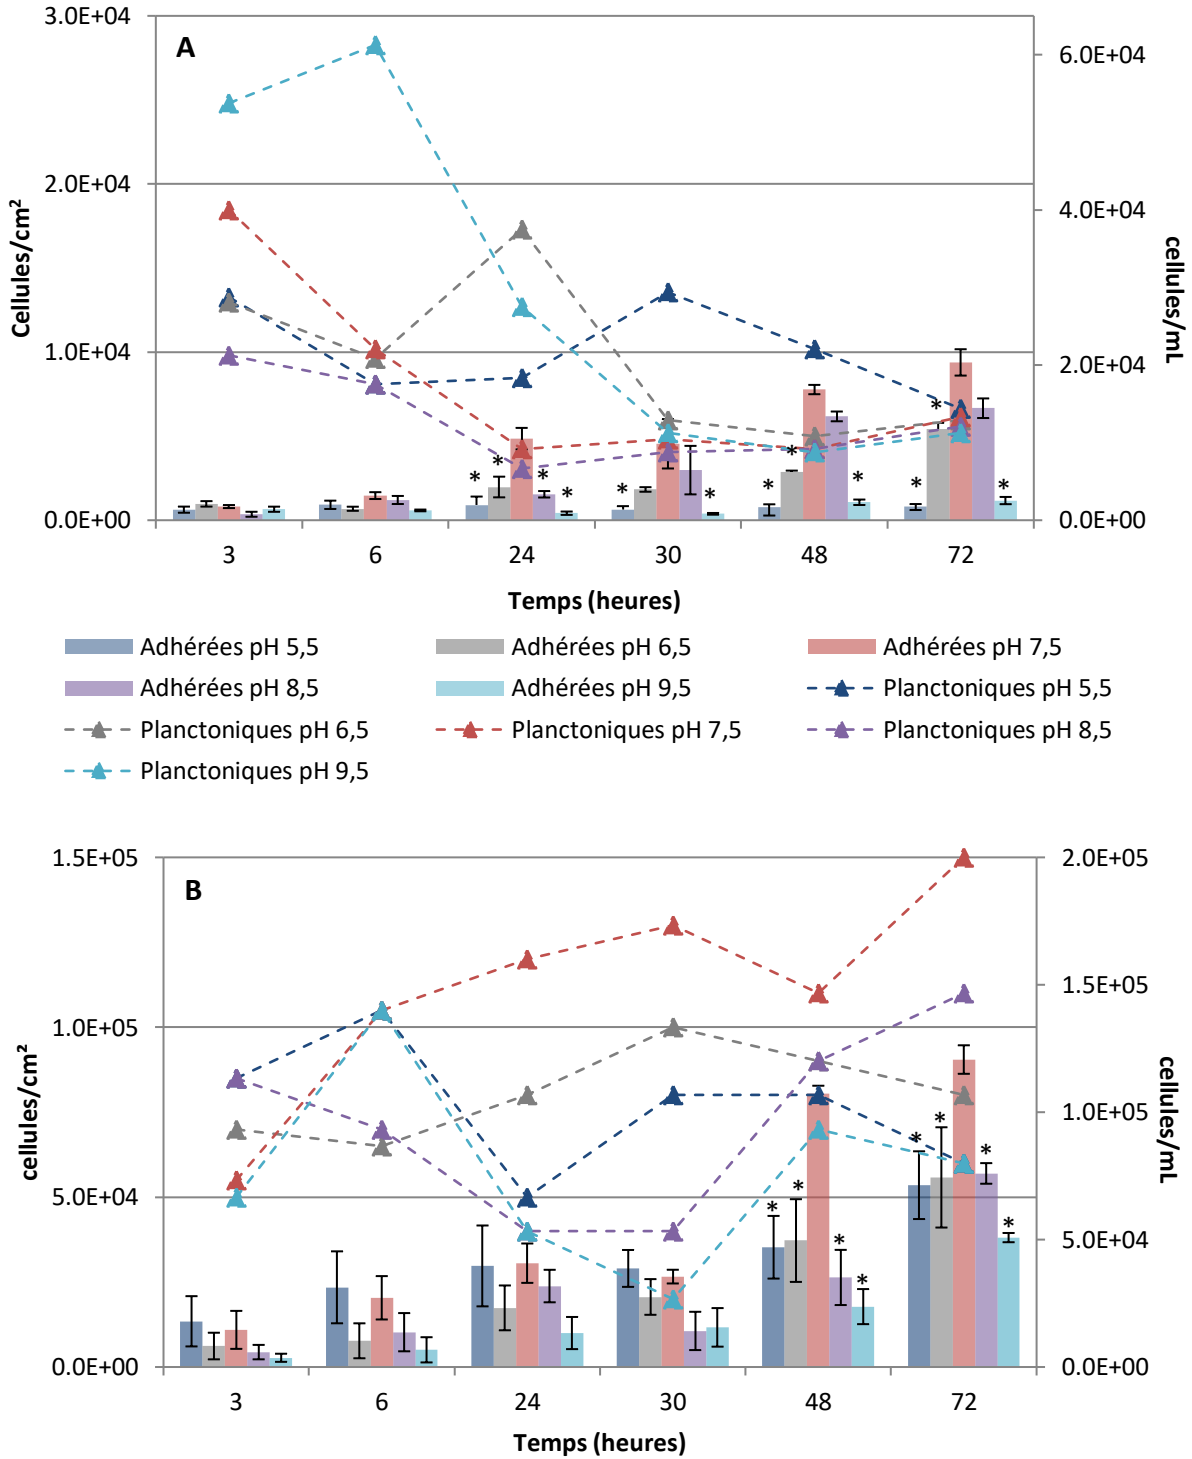 A
3.0E+04
2.0E+04
1.0E+04
0.0E+00
Cellules/cm²
6.0E+04
4.0E+04
2.0E+04
0.0E+00
cellules/mL
* * * * * * * * * *
3 6 24 30 48 72
Temps (heures)
Adhérées pH 5,5 Adhérées pH 6,5 Adhérées pH 7,5
Adhérées pH 8,5 Adhérées pH 9,5 Planctoniques pH 5,5
Planctoniques pH 6,5 Planctoniques pH 7,5 Planctoniques pH 8,5
Planctoniques pH 9,5
B
1.5E+05
1.0E+05
5.0E+04
0.0E+00
cellules/cm²
2.0E+05
1.5E+05
1.0E+05
5.0E+04
0.0E+00
cellules/mL
* * * * * * * *
3 6 24 30 48 72
Temps (heures)